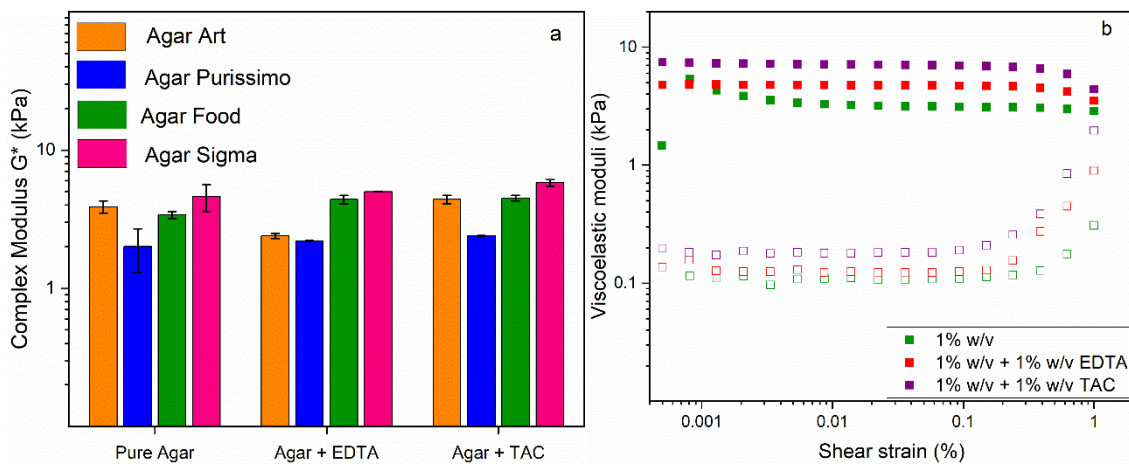 a
Agar Art
Agar Purissimo
Agar Food
Agar Sigma
Complex Modulus G* (kPa)
10
1
Pure Agar
Agar + EDTA
Agar + TAC
b
Viscoelastic moduli (kPa)
10
1
0.1
1% w/v
1% w/v + 1% w/v EDTA
1% w/v + 1% w/v TAC
0.001
0.01
0.1
1
Shear strain (%)